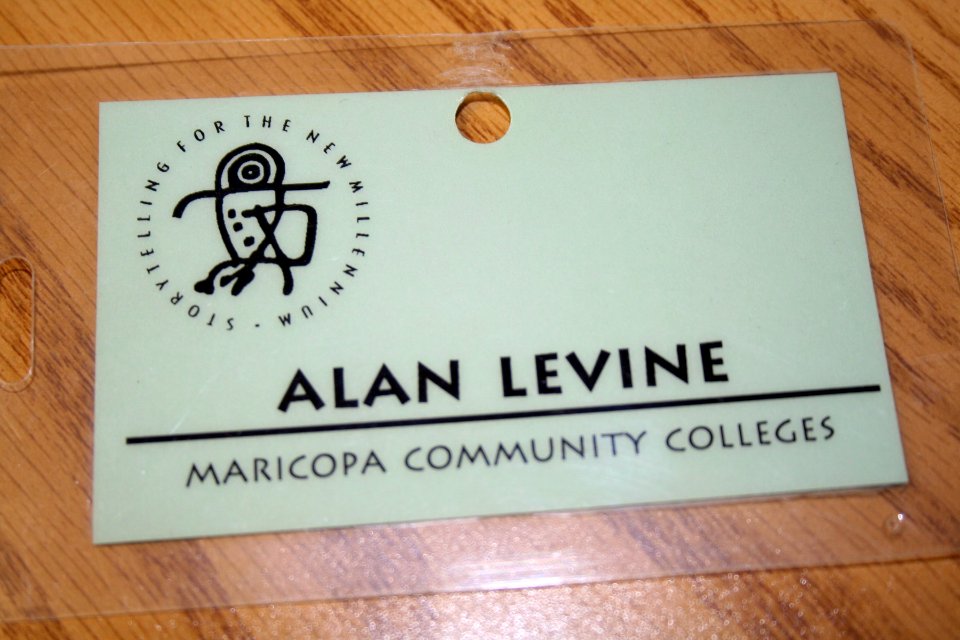 STORYTELLING FOR THE NEW MILLENNIUM •
ALAN LEVINE
MARICOPA COMMUNITY COLLEGES